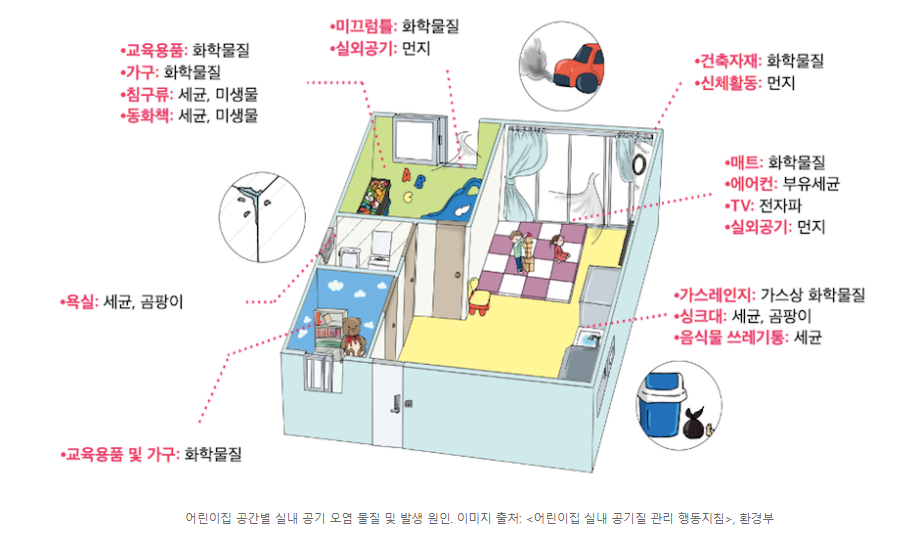 •미끄럼틀: 화학물질
•실외공기: 먼지
•교육용품: 화학물질
•가구: 화학물질
•침구류: 세균, 미생물
•동화책: 세균, 미생물
•건축자재: 화학물질
•신체활동: 먼지
•매트: 화학물질
•에어컨: 부유세균
•TV: 전자파
•실외공기: 먼지
A B
•욕실: 세균, 곰팡이
•가스레인지: 가스상 화학물질
•싱크대: 세균, 곰팡이
•음식물 쓰레기통: 세균
•교육용품 및 가구: 화학물질
어린이집 공간별 실내 공기 오염 물질 및 발생 원인. 이미지 출처: <어린이집 실내 공기질 관리 행동지침>, 환경부